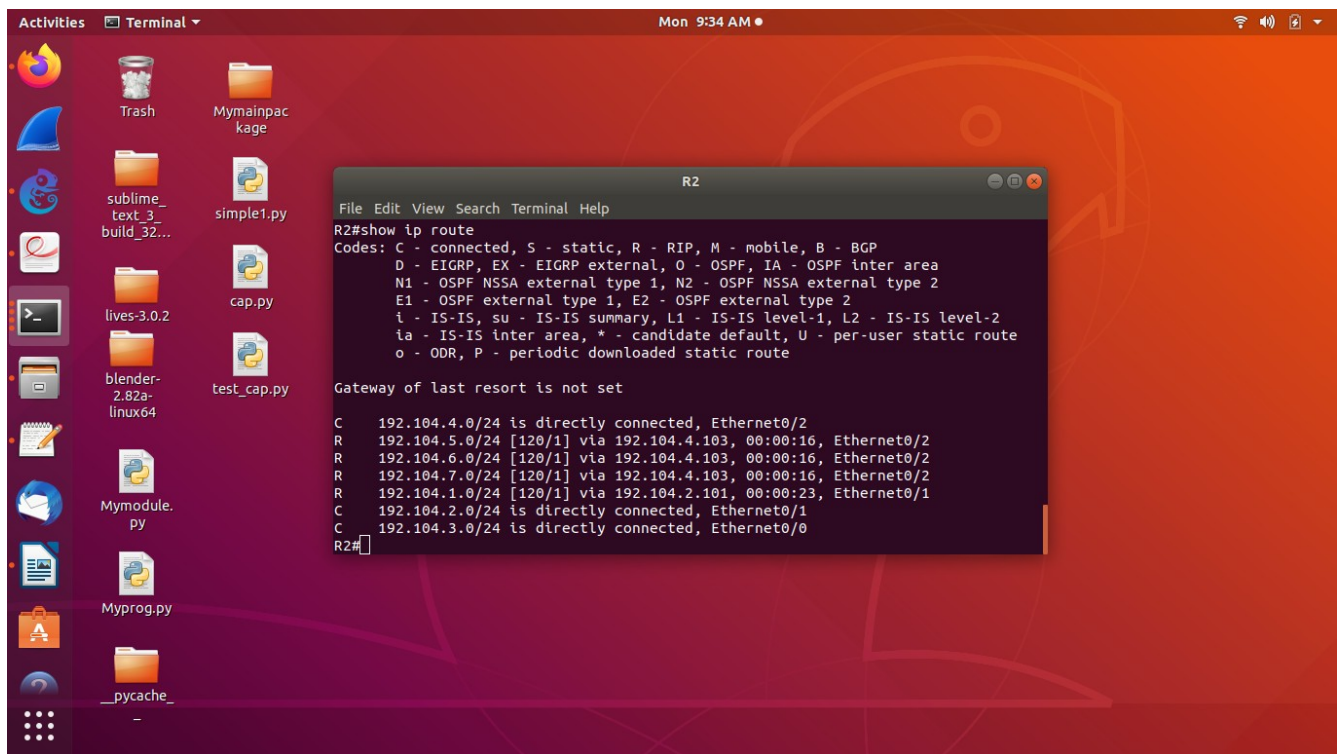 Activities Terminal Mon 9:34 AM
Trash
Mymainpac
kage
sublime_
text_3_
build_32...
simple1.py
lives-3.0.2
cap.py
blender-
2.82a-
linux64
test_cap.py
Mymodule.
py
Myprog.py
__pycache_
_
R2
File Edit View Search Terminal Help
R2#show ip route
Codes: C - connected, S - static, R - RIP, M - mobile, B - BGP
       D - EIGRP, EX - EIGRP external, O - OSPF, IA - OSPF inter area
       N1 - OSPF NSSA external type 1, N2 - OSPF NSSA external type 2
       E1 - OSPF external type 1, E2 - OSPF external type 2
       i - IS-IS, su - IS-IS summary, L1 - IS-IS level-1, L2 - IS-IS level-2
       ia - IS-IS inter area, * - candidate default, U - per-user static route
       o - ODR, P - periodic downloaded static route
Gateway of last resort is not set
C    192.104.4.0/24 is directly connected, Ethernet0/2
R    192.104.5.0/24 [120/1] via 192.104.4.103, 00:00:16, Ethernet0/2
R    192.104.6.0/24 [120/1] via 192.104.4.103, 00:00:16, Ethernet0/2
R    192.104.7.0/24 [120/1] via 192.104.4.103, 00:00:16, Ethernet0/2
R    192.104.1.0/24 [120/1] via 192.104.2.101, 00:00:23, Ethernet0/1
C    192.104.2.0/24 is directly connected, Ethernet0/1
C    192.104.3.0/24 is directly connected, Ethernet0/0
R2#